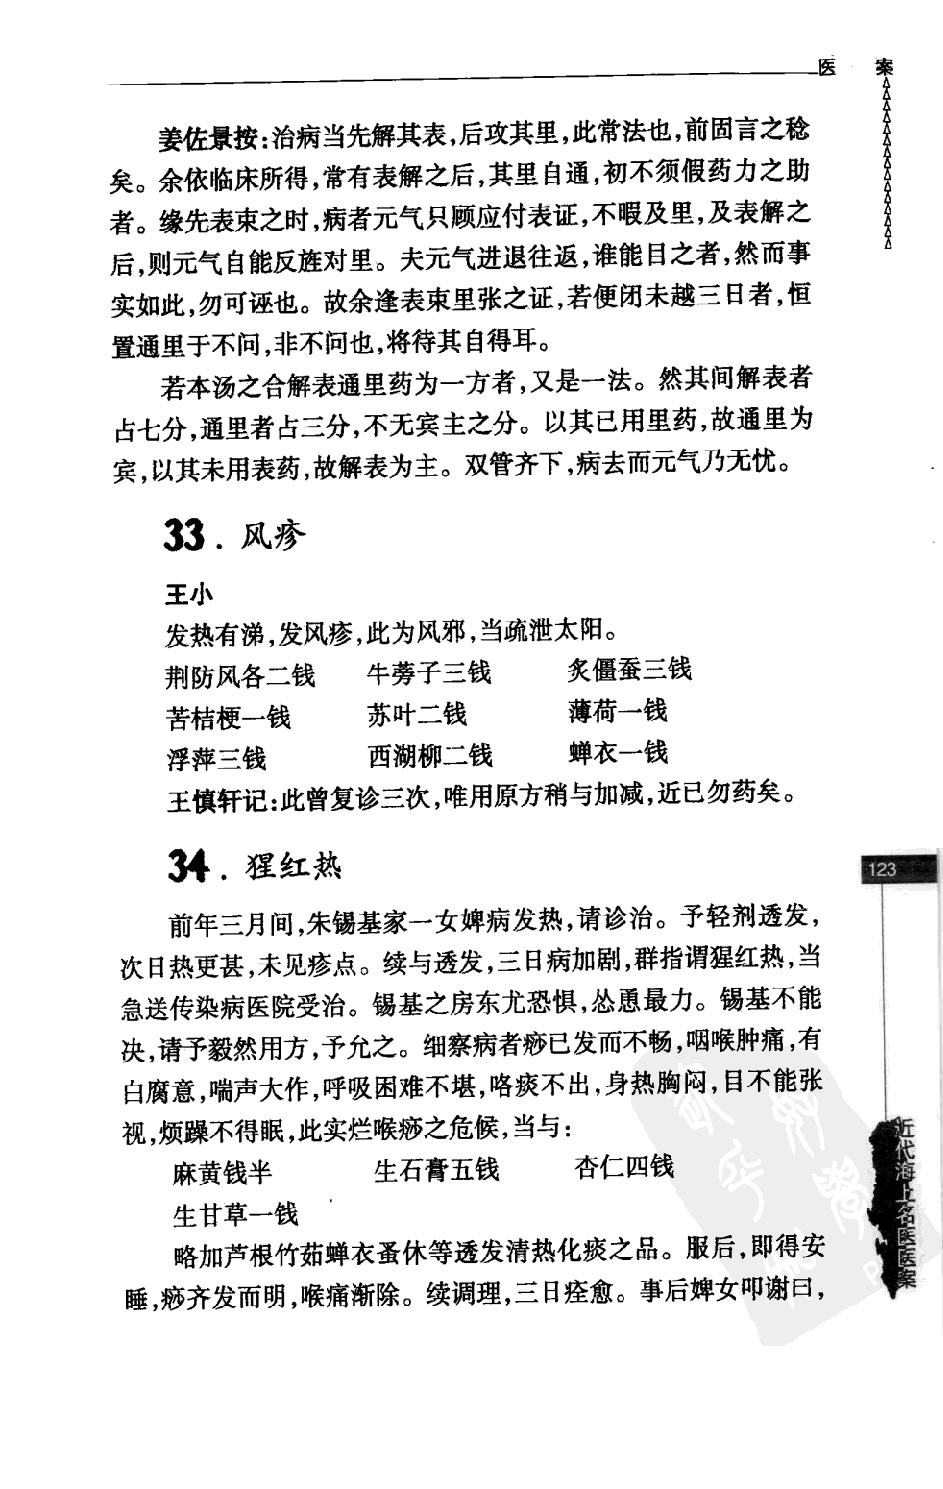 医 案
姜佐景按:治病当先解其表,后攻其里,此常法也,前固言之稔
矣。余依临床所得,常有表解之后,其里自通,初不须假药力之助
者。缘先表束之时,病者元气只顾应付表证,不暇及里,及表解之
后,则元气自能反旌对里。夫元气进退往返,谁能目之者,然而事
实如此,勿可诬也。故余逢表束里张之证,若便闭未越三日者,恒
置通里于不问,非不问也,将待其自得耳。
若本汤之合解表通里药为一方者,又是一法。然其间解表者
占七分,通里者占三分,不无宾主之分。以其已用里药,故通里为
宾,以其未用表药,故解表为主。双管齐下,病去而元气乃无忧。
33．风疹
王小
发热有涕,发风疹,此为风邪,当疏泄太阳。
荆防风各二钱 牛蒡子三钱 炙僵蚕三钱
苦桔梗一钱 苏叶二钱 薄荷一钱
浮萍三钱 西湖柳二钱 蝉衣一钱
王慎轩记:此曾复诊三次,唯用原方稍与加减,近已勿药矣。
34．猩红热
前年三月间,朱锡基家一女婢病发热,请诊治。予轻剂透发,
次日热更甚,未见疹点。续与透发,三日病加剧,群指谓猩红热,当
急送传染病医院受治。锡基之房东尤恐惧,怂恿最力。锡基不能
决,请予毅然用方,予允之。细察病者痧已发而不畅,咽喉肿痛,有
白腐意,喘声大作,呼吸困难不堪,咯痰不出,身热胸闷,目不能张
视,烦躁不得眠,此实烂喉痧之危候,当与:
麻黄钱半 生石膏五钱 杏仁四钱
生甘草一钱
略加芦根竹茹蝉衣蚤休等透发清热化痰之品。服后,即得安
睡,痧齐发而明,喉痛渐除。续调理,三日痊愈。事后婢女叩谢曰,
123
近代海上名医医案